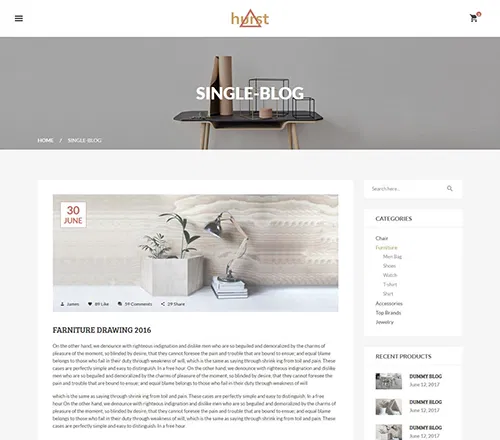 hurst
SINGLE-BLOG
HOME / SINGLE-BLOG
30
JUNE
James 89 Like 59 Comments 29 Share
FARNITURE DRAWING 2016
On the other hand, we denounce with righteous indignation and dislike men who are so beguiled and demoralized by the charms of
pleasure of the moment, so blinded by desire, that they cannot foresee the pain and trouble that are bound to ensue; and equal blame
belongs to those who fail in their duty through weakness of will, which is the same as saying through shrink ing from toil and pain. These
cases are perfectly simple and easy to distinguish. In a free hour. On the other hand, we denounce with righteous indignation and dislike
men who are so beguiled and demoralized by the charms of pleasure of the moment, so blinded by desire, that they cannot foresee the
pain and trouble that are bound to ensue; and equal blame belongs to those who fail in their duty through weakness of will
which is the same as saying through shrink ing from toil and pain. These cases are perfectly simple and easy to distinguish. In a free
hour On the other hand, we denounce with righteous indignation and dislike men who are so beguiled and demoralized by the charms of
pleasure of the moment, so blinded by desire, that they cannot foresee the pain and trouble that are bound to ensue; and equal blame
belongs to those who fail in their duty through weakness of will, which is the same as saying through shrink ing from toil and pain. These
cases are perfectly simple and easy to distinguish. In a free hour
Search here...
CATEGORIES
Chair
Furniture
Men Bag
Shoes
Watch
T-shirt
Shirt
Accessories
Top Brands
Jewelry
RECENT PRODUCTS
DUMMY BLOG
June 12, 2017
DUMMY BLOG
June 12, 2017
DUMMY BLOG
June 12, 2017